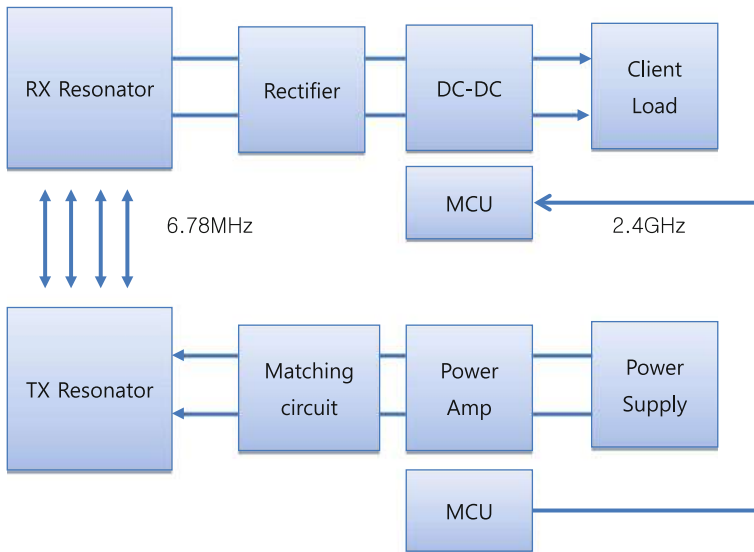 RX Resonator
Rectifier
DC-DC
Client
Load
MCU
6.78MHz
2.4GHz
TX Resonator
Matching
circuit
Power
Amp
Power
Supply
MCU